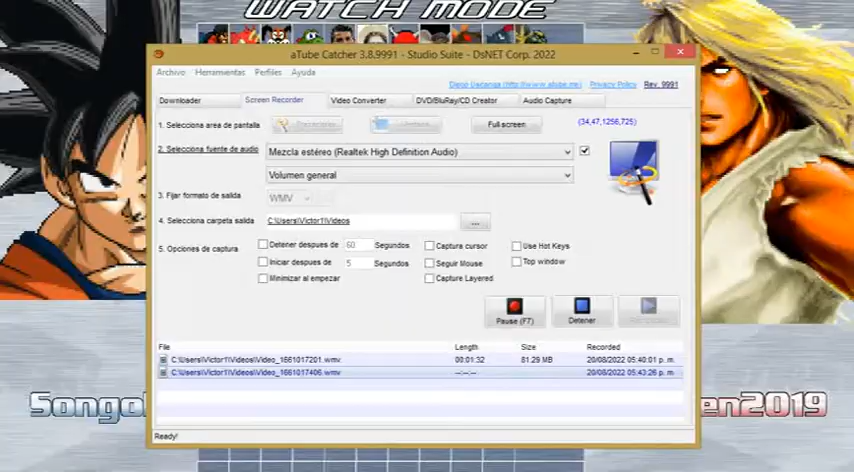 WATCH MODE
aTube Catcher 3.8.9991 - Studio Suite - DsNET Corp. 2022
Archivo Herramientas Perfiles Ayuda
Diego Uscanga (http://www.atube.me) Privacy Policy Rev. 9991
Downloader Screen Recorder Video Converter DVD/BluRay/CD Creator Audio Capture
1. Selecciona area de pantalla Full screen (34,47,1256,725)
2. Selecciona fuente de audio Mezcla estéreo (Realtek High Definition Audio)
Volumen general
3. Fijar formato de salida WMV
4. Selecciona carpeta salida C:\Users\Victor1\Videos ...
5. Opciones de captura Detener despues de 60 Segundos Captura cursor Use Hot Keys
Iniciar despues de 5 Segundos Seguir Mouse Top window
Minimizar al empezar Capture Layered
Pause (F7) Detener
File Length Size Recorded
C:\Users\Victor1\Videos\Video_1661017201.wmv 00:01:32 81.29 MB 20/08/2022 05:40:01 p. m.
C:\Users\Victor1\Videos\Video_1661017406.wmv --:--:-- 20/08/2022 05:43:26 p. m.
Songo en2019
Ready!